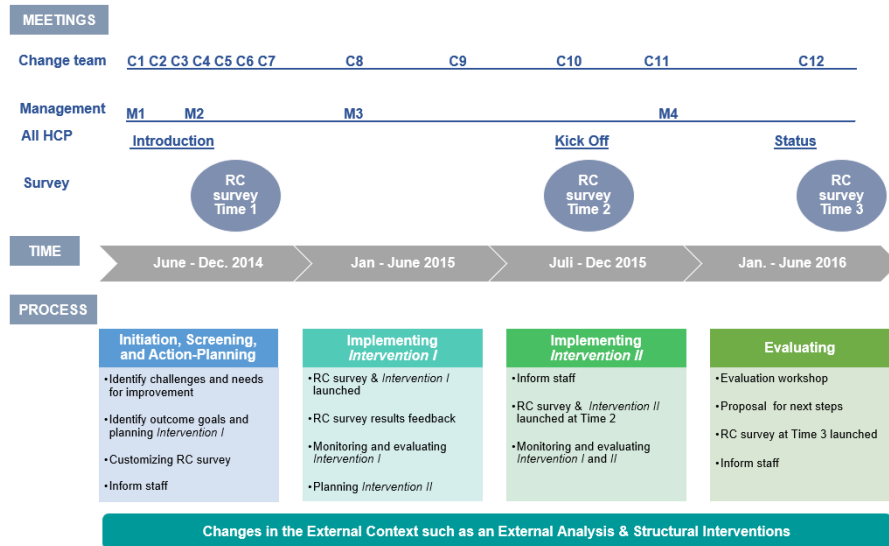 MEETINGS
Change team
C1 C2 C3 C4 C5 C6 C7 C8 C9 C10 C11 C12
Management
M1 M2 M3 M4
All HCP
Introduction Kick Off Status
Survey
RC
survey
Time 1
RC
survey
Time 2
RC
survey
Time 3
TIME
June - Dec. 2014
Jan - June 2015
Juli - Dec 2015
Jan. - June 2016
PROCESS
Initiation, Screening,
and Action-Planning
•Identify challenges and needs
for improvement
•Identify outcome goals and
planning Intervention I
•Customizing RC survey
•Inform staff
Implementing
Intervention I
•RC survey & Intervention I
launched
•RC survey results feedback
•Monitoring and evaluating
Intervention I
•Planning Intervention II
Implementing
Intervention II
•Inform staff
•RC survey & Intervention II
launched at Time 2
•Monitoring and evaluating
Intervention I and II
Evaluating
•Evaluation workshop
•Proposal for next steps
•RC survey at Time 3 launched
•Inform staff
Changes in the External Context such as an External Analysis & Structural Interventions